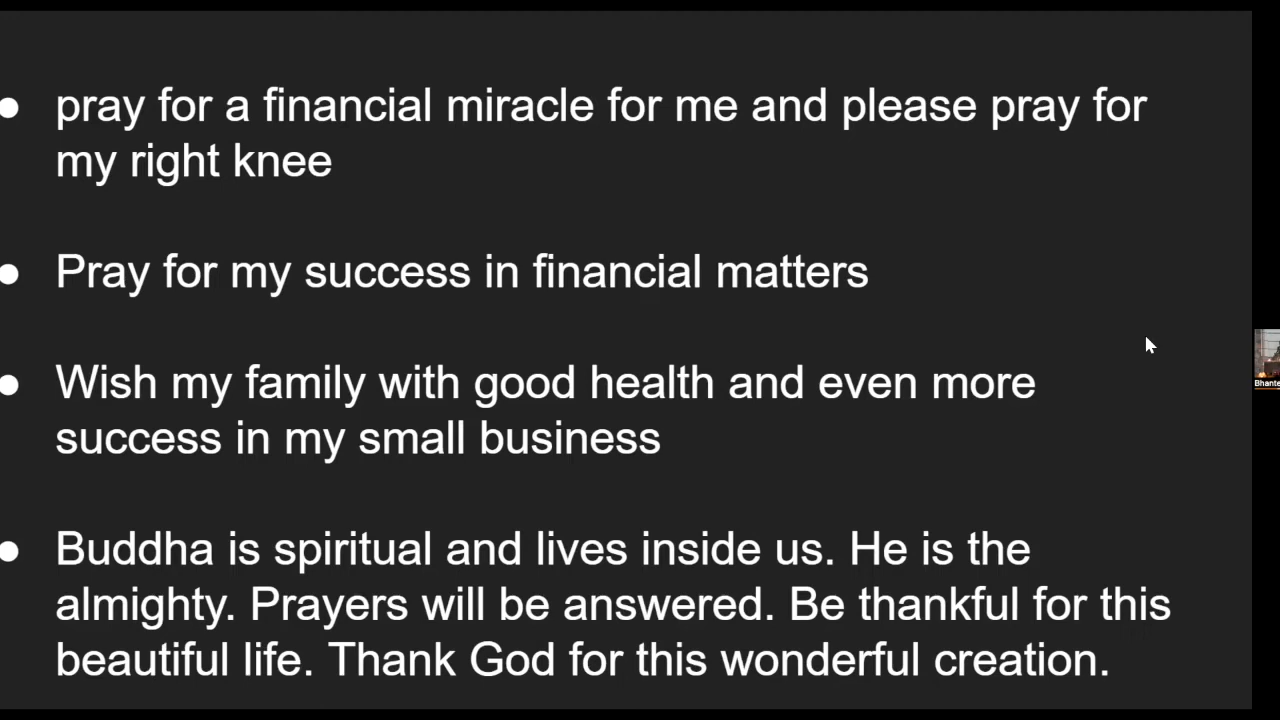 ● pray for a financial miracle for me and please pray for
my right knee
● Pray for my success in financial matters
● Wish my family with good health and even more
success in my small business
● Buddha is spiritual and lives inside us. He is the
almighty. Prayers will be answered. Be thankful for this
beautiful life. Thank God for this wonderful creation.
Bhante